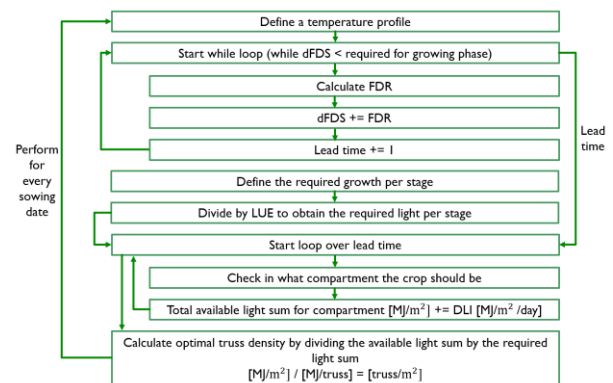 Define a temperature profile
Start while loop (while dFDS < required for growing phase)
Calculate FDR
dFDS += FDR
Lead time += 1
Perform
for
every
sowing
date
Lead
time
Define the required growth per stage
Divide by LUE to obtain the required light per stage
Start loop over lead time
Check in what compartment the crop should be
Total available light sum for compartment [MJ/m²] += DLI [MJ/m²/day]
Calculate optimal truss density by dividing the available light sum by the required
light sum
[MJ/m²] / [MJ/truss] = [truss/m²]